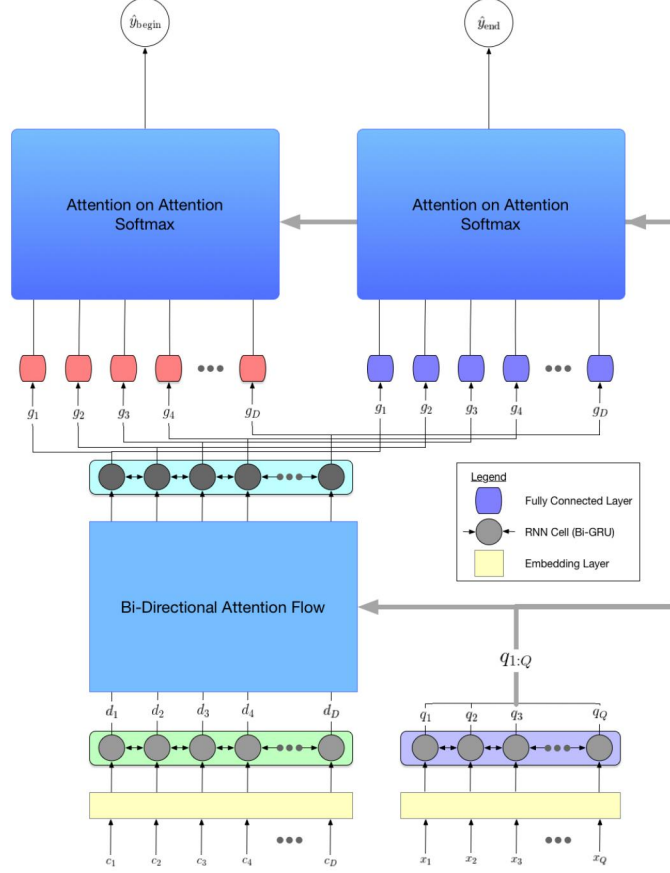 ŷbegin
ŷend
Attention on Attention
Softmax
Attention on Attention
Softmax
g1 g2 g3 g4 gD
g1 g2 g3 g4 gD
Legend
Fully Connected Layer
RNN Cell (Bi-GRU)
Embedding Layer
Bi-Directional Attention Flow
q1:Q
d1 d2 d3 d4 dD
q1 q2 q3 qQ
c1 c2 c3 c4 cD
x1 x2 x3 xQ